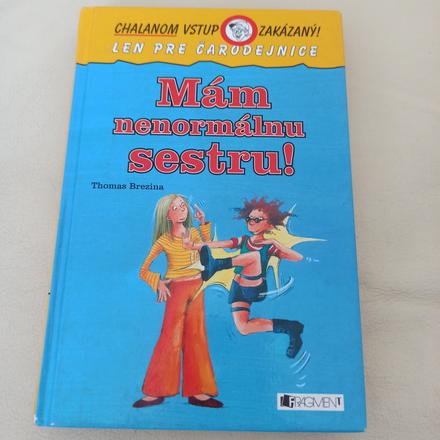 CHALANOM VSTUP ZAKÁZANÝ!
LEN PRE ČARODEJNICE
Mám
nenormálnu
sestru!
Thomas Brezina
FRAGMENT